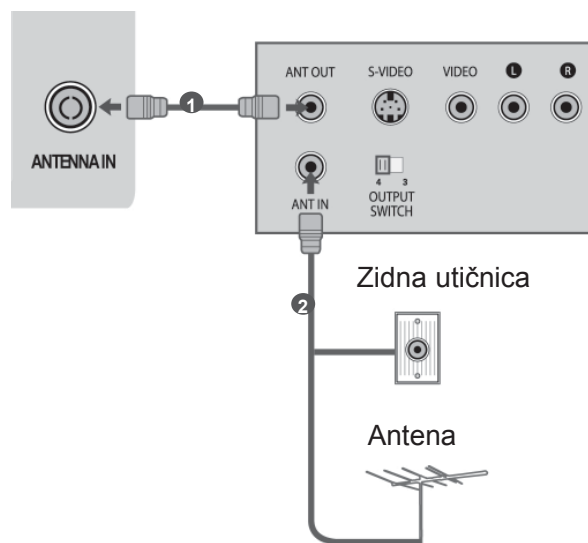 ANT OUT
S-VIDEO
VIDEO
L
R
1
ANTENNA IN
ANT IN
4 3
OUTPUT
SWITCH
2
Zidna utičnica
Antena